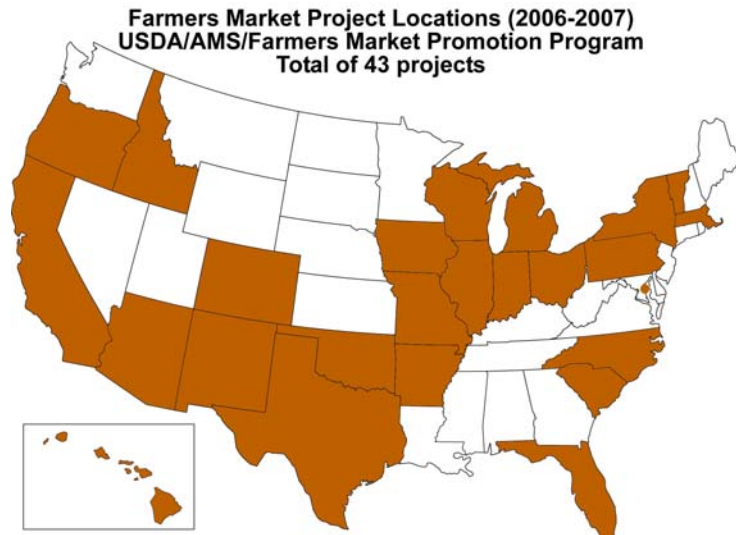 Farmers Market Project Locations (2006-2007)
USDA/AMS/Farmers Market Promotion Program
Total of 43 projects